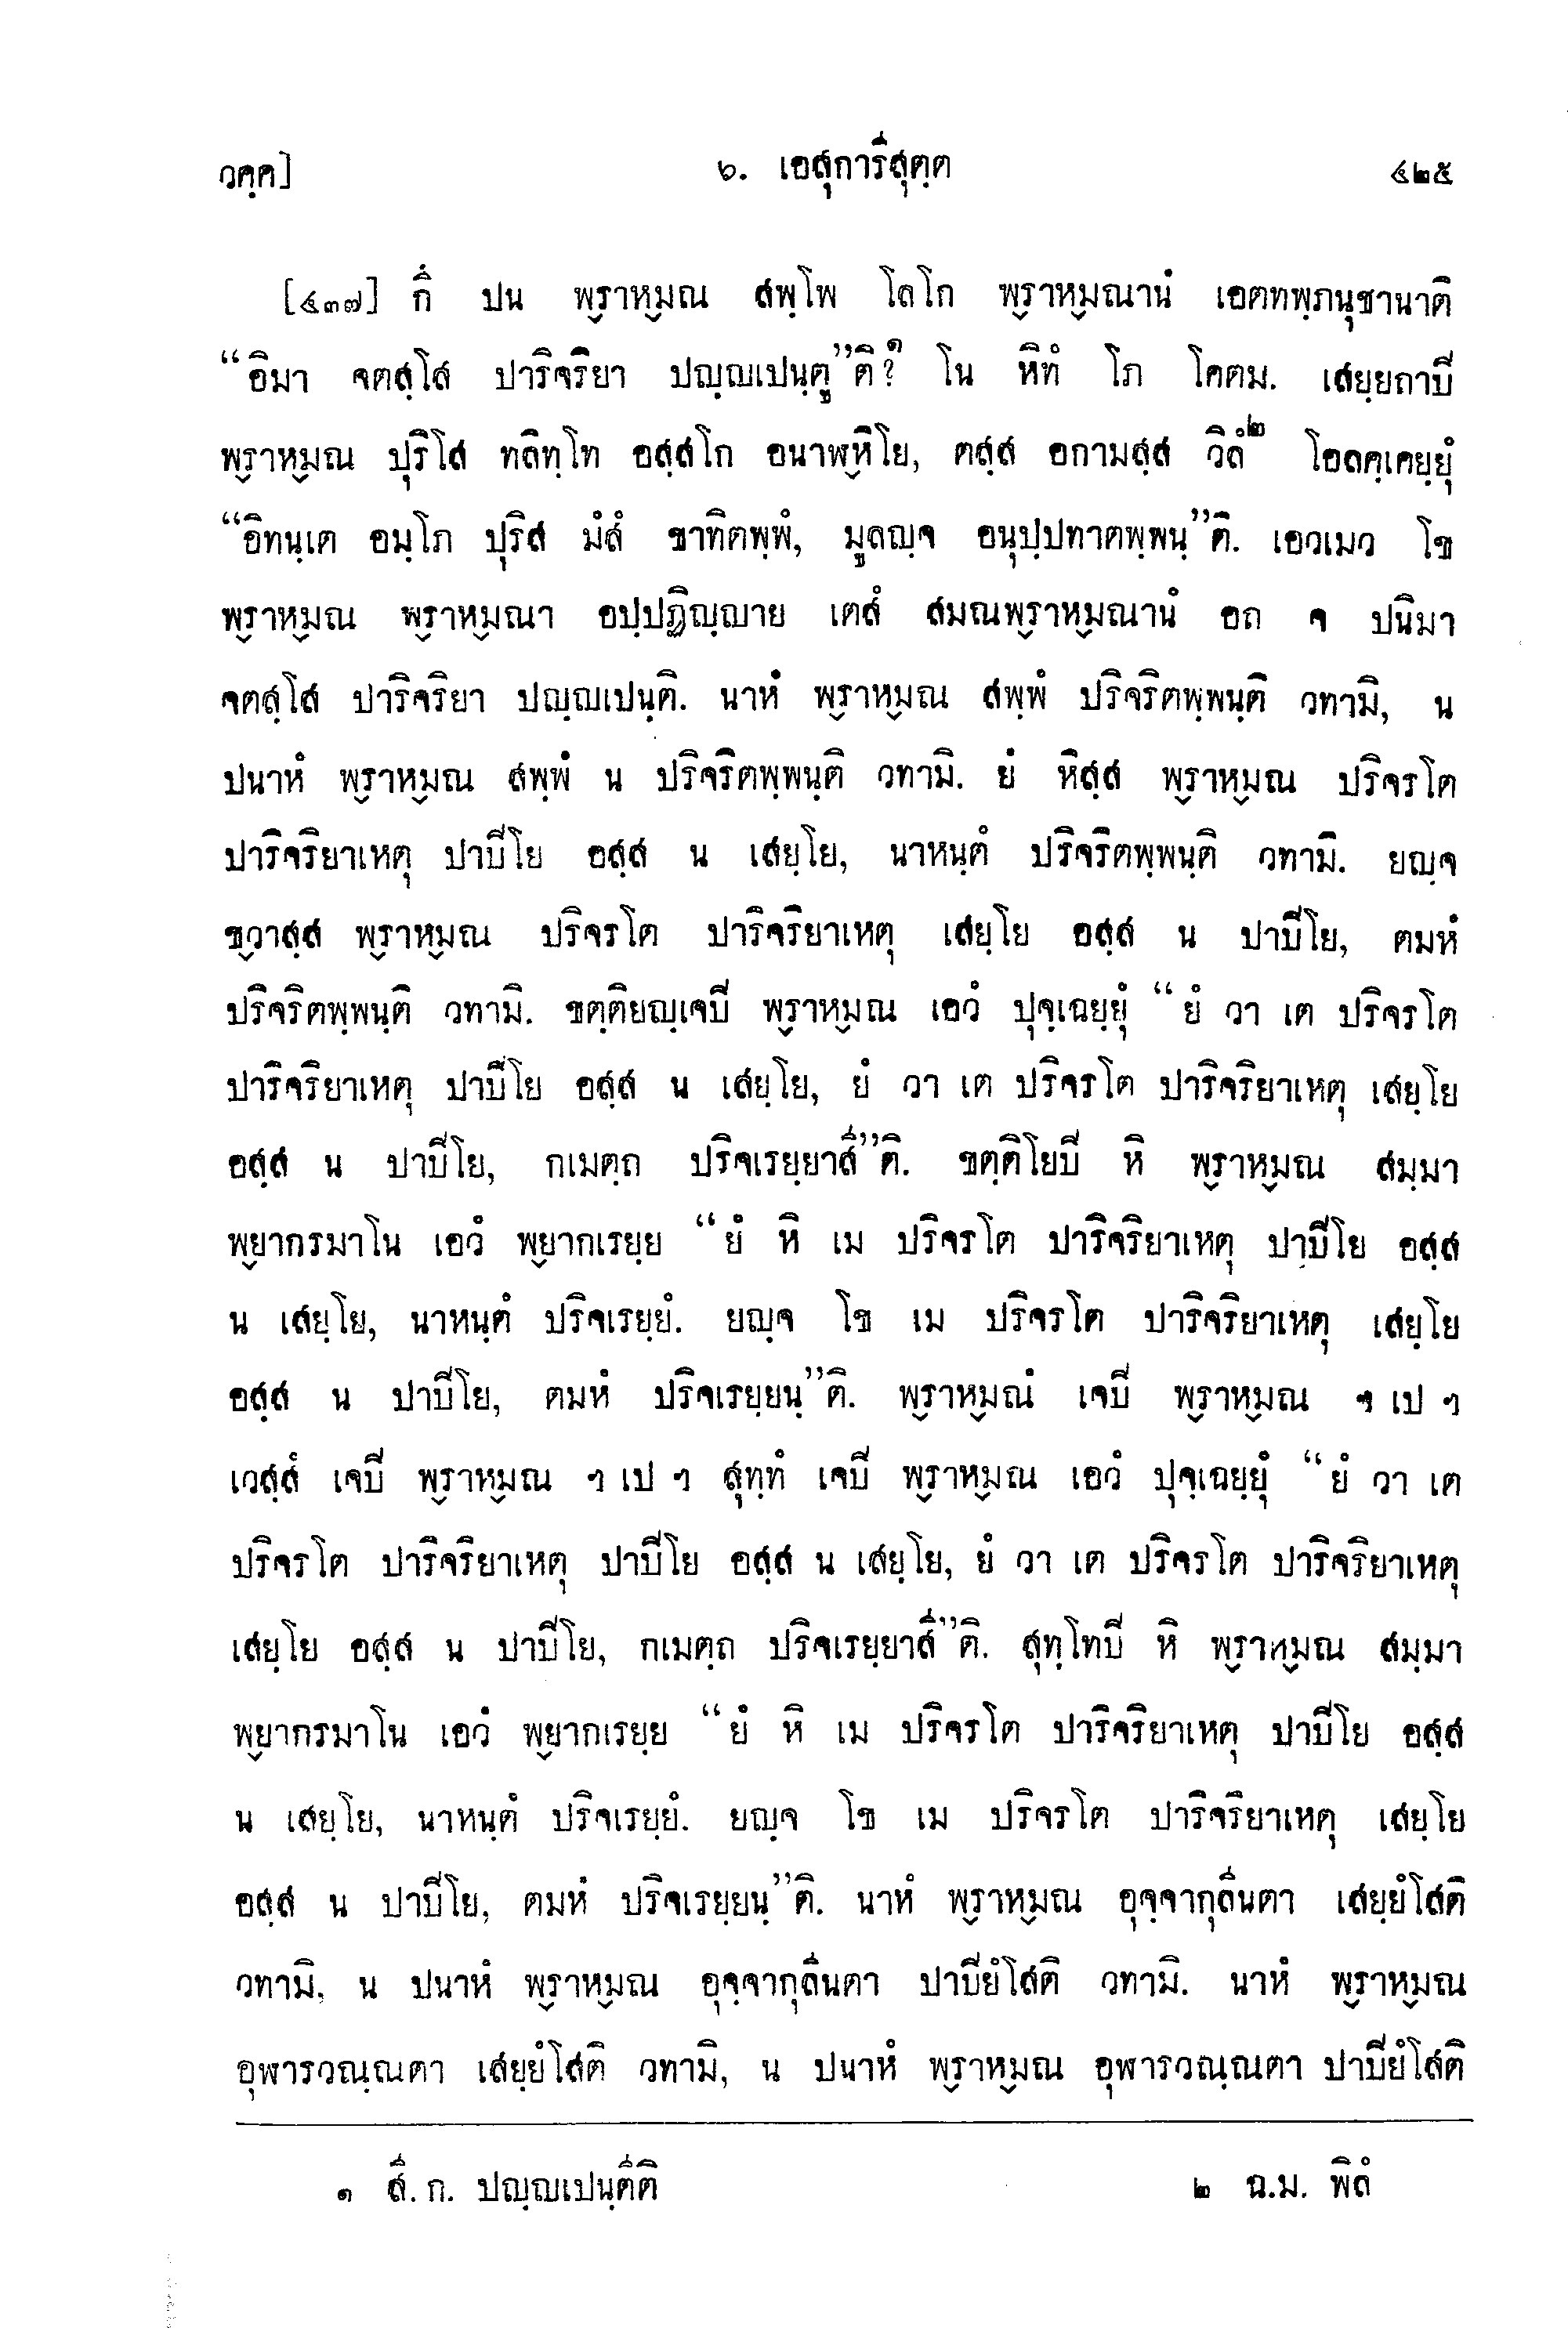 วคฺค]
๖. เอสุการีสุตฺต
๔๒๕
[๔๓๗] กึ ปน พฺราหฺมณ สพฺโพ โลโก พฺราหฺมณานํ เอตทพฺภนุชานาติ
“อิมา จตสฺโส ปาริจริยา ปญฺญเปนฺตู”ติ?๑ โน หิทํ โภ โคตม. เสยฺยถาปิ
พฺราหฺมณ ปุริโส ทลิทฺโท อสฺสโก อนาฬฺหิโย, ตสฺส อกามสฺส วิลํ๒ โอลคฺเคยฺยุํ
“อิทนฺเต อมฺโภ ปุริส มํสํ ขาทิตพฺพํ, มูลญฺจ อนุปฺปทาตพฺพนฺ”ติ. เอวเมว โข
พฺราหฺมณ พฺราหฺมณา อปฺปฏิญฺญาย เตสํ สมณพฺราหฺมณานํ อถ จ ปนิมา
จตสฺโส ปาริจริยา ปญฺญเปนฺติ. นาหํ พฺราหฺมณ สพฺพํ ปริจริตพฺพนฺติ วทามิ, น
ปนาหํ พฺราหฺมณ สพฺพํ น ปริจริตพฺพนฺติ วทามิ. ยํ หิสฺส พฺราหฺมณ ปริจรโต
ปาริจริยาเหตุ ปาปิโย อสฺส น เสยฺโย, นาหนฺตํ ปริจริตพฺพนฺติ วทามิ. ยญฺจ
ขฺวาสฺส พฺราหฺมณ ปริจรโต ปาริจริยาเหตุ เสยฺโย อสฺส น ปาปิโย, ตมหํ
ปริจริตพฺพนฺติ วทามิ. ขตฺติยญฺเจปิ พฺราหฺมณ เอวํ ปุจฺเฉยฺยุํ “ยํ วา เต ปริจรโต
ปาริจริยาเหตุ ปาปิโย อสฺส น เสยฺโย, ยํ วา เต ปริจรโต ปาริจริยาเหตุ เสยฺโย
อสฺส น ปาปิโย, กเมตฺถ ปริจเรยฺยาสี”ติ. ขตฺติโยปิ หิ พฺราหฺมณ สมฺมา
พฺยากรมาโน เอวํ พฺยากเรยฺย “ยํ หิ เม ปริจรโต ปาริจริยาเหตุ ปาปิโย อสฺส
น เสยฺโย, นาหนฺตํ ปริจเรยฺยํ. ยญฺจ โข เม ปริจรโต ปาริจริยาเหตุ เสยฺโย
อสฺส น ปาปิโย, ตมหํ ปริจเรยฺยนฺ”ติ. พฺราหฺมณํ เจปิ พฺราหฺมณ ฯ เป ฯ
เวสฺสํ เจปิ พฺราหฺมณ ฯ เป ฯ สุทฺทํ เจปิ พฺราหฺมณ เอวํ ปุจฺเฉยฺยุํ “ยํ วา เต
ปริจรโต ปาริจริยาเหตุ ปาปิโย อสฺส น เสยฺโย, ยํ วา เต ปริจรโต ปาริจริยาเหตุ
เสยฺโย อสฺส น ปาปิโย, กเมตฺถ ปริจเรยฺยาสี”ติ. สุทฺโทปิ หิ พฺราหฺมณ สมฺมา
พฺยากรมาโน เอวํ พฺยากเรยฺย “ยํ หิ เม ปริจรโต ปาริจริยาเหตุ ปาปิโย อสฺส
น เสยฺโย, นาหนฺตํ ปริจเรยฺยํ. ยญฺจ โข เม ปริจรโต ปาริจริยาเหตุ เสยฺโย
อสฺส น ปาปิโย, ตมหํ ปริจเรยฺยนฺ”ติ. นาหํ พฺราหฺมณ อุจฺจากุลีนตา เสยฺยํโสติ
วทามิ, น ปนาหํ พฺราหฺมณ อุจฺจากุลีนตา ปาปิยํโสติ วทามิ. นาหํ พฺราหฺมณ
อุฬารวณฺณตา เสยฺยํโสติ วทามิ, น ปนาหํ พฺราหฺมณ อุฬารวณฺณตา ปาปิยํโสติ
๑ สี.ก. ปญฺญเปนฺตีติ
๒ ฉ.ม. พิลํ